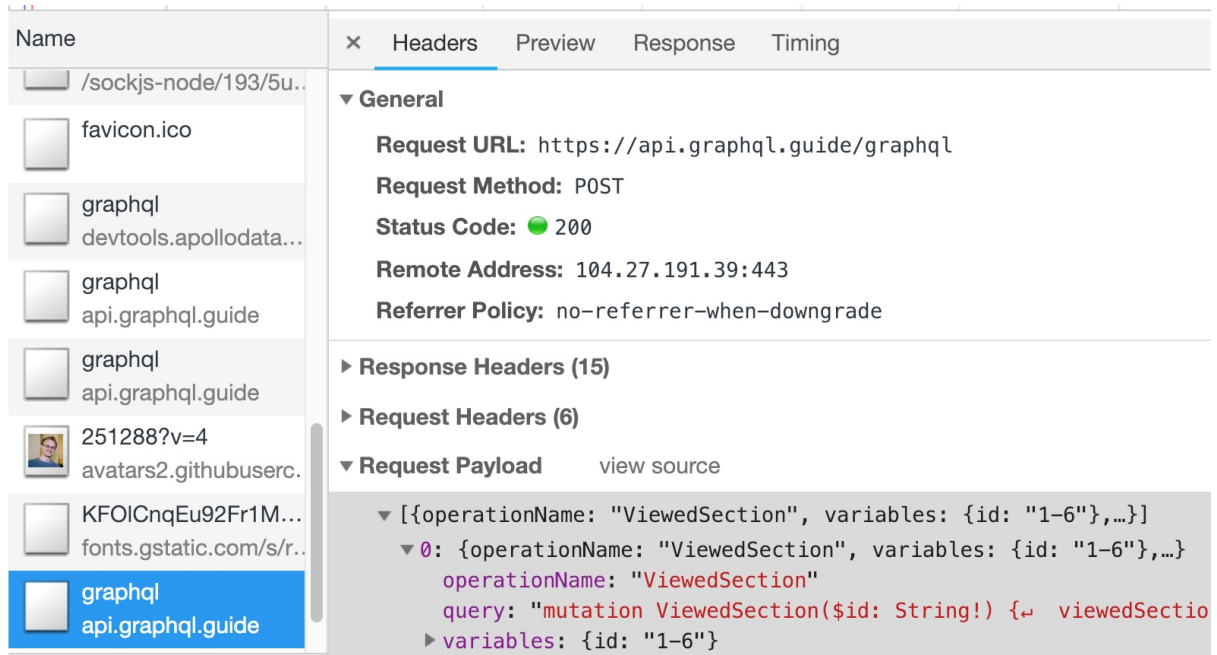 Name
/sockjs-node/193/5u..
favicon.ico
graphql
devtools.apollodata...
graphql
api.graphql.guide
graphql
api.graphql.guide
251288?v=4
avatars2.githubuserc.
KFOlCnqEu92Fr1M...
fonts.gstatic.com/s/r..
graphql
api.graphql.guide
× Headers Preview Response Timing
▼ General
Request URL: https://api.graphql.guide/graphql
Request Method: POST
Status Code: 200
Remote Address: 104.27.191.39:443
Referrer Policy: no-referrer-when-downgrade
▶ Response Headers (15)
▶ Request Headers (6)
▼ Request Payload view source
▼ [{operationName: "ViewedSection", variables: {id: "1-6"},…}]
▼ 0: {operationName: "ViewedSection", variables: {id: "1-6"},…}
operationName: "ViewedSection"
query: "mutation ViewedSection($id: String!) {↵ viewedSectio
▶ variables: {id: "1-6"}